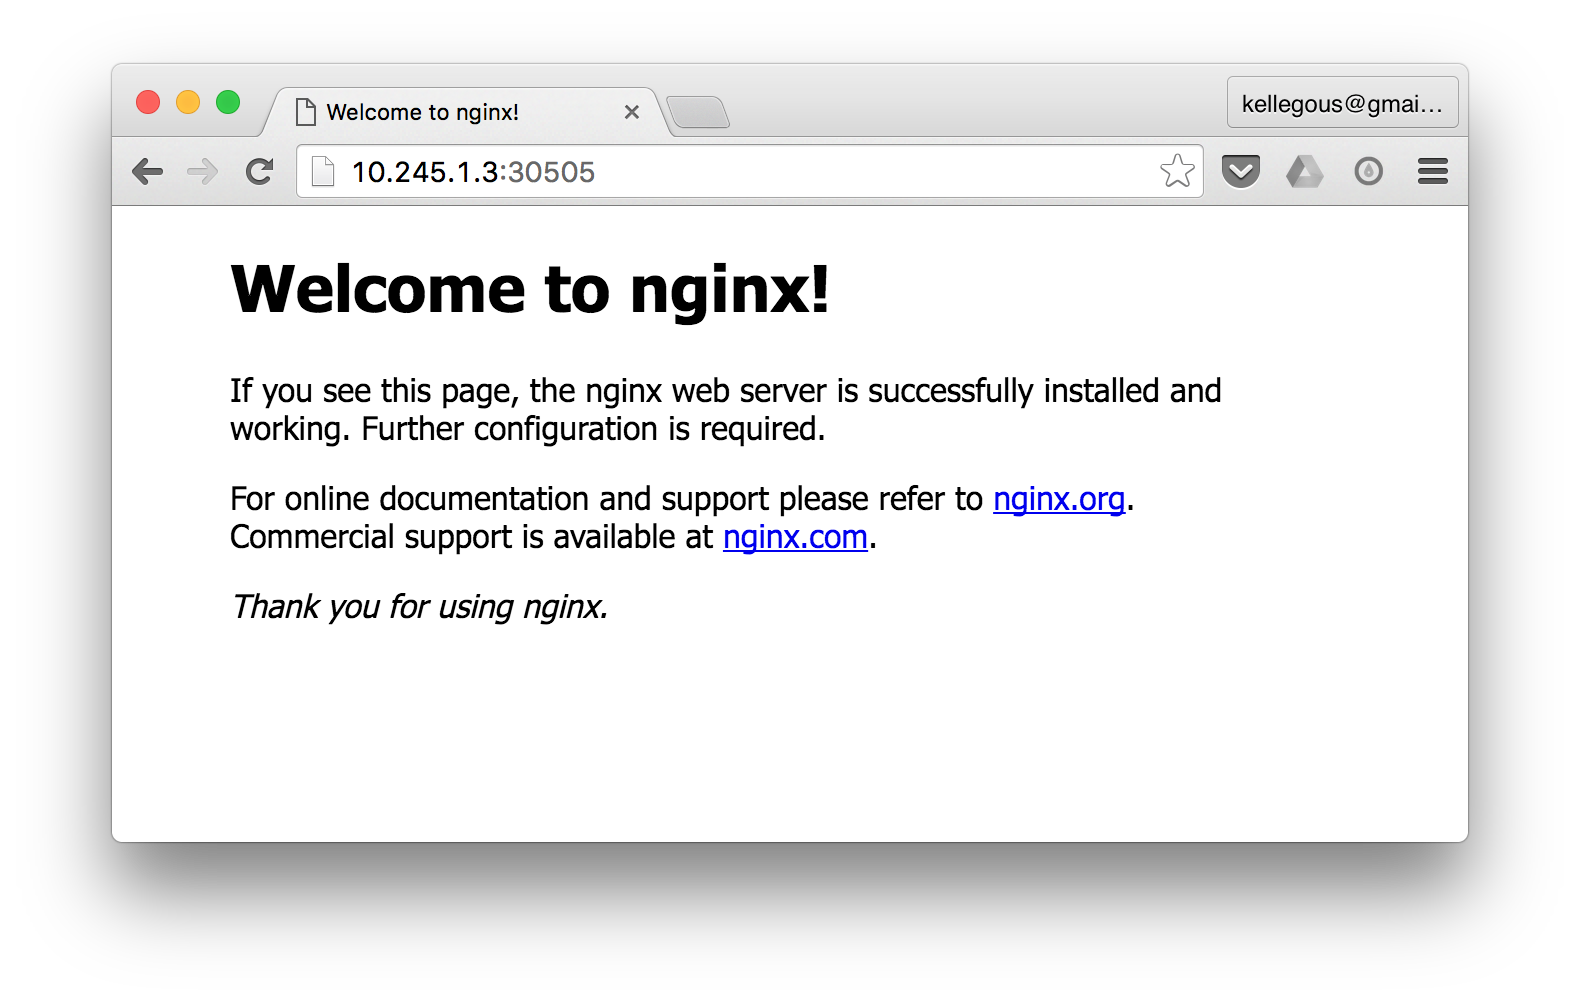 Welcome to nginx!
kellegous@gmai...
10.245.1.3:30505
Welcome to nginx!
If you see this page, the nginx web server is successfully installed and
working. Further configuration is required.
For online documentation and support please refer to nginx.org.
Commercial support is available at nginx.com.
Thank you for using nginx.